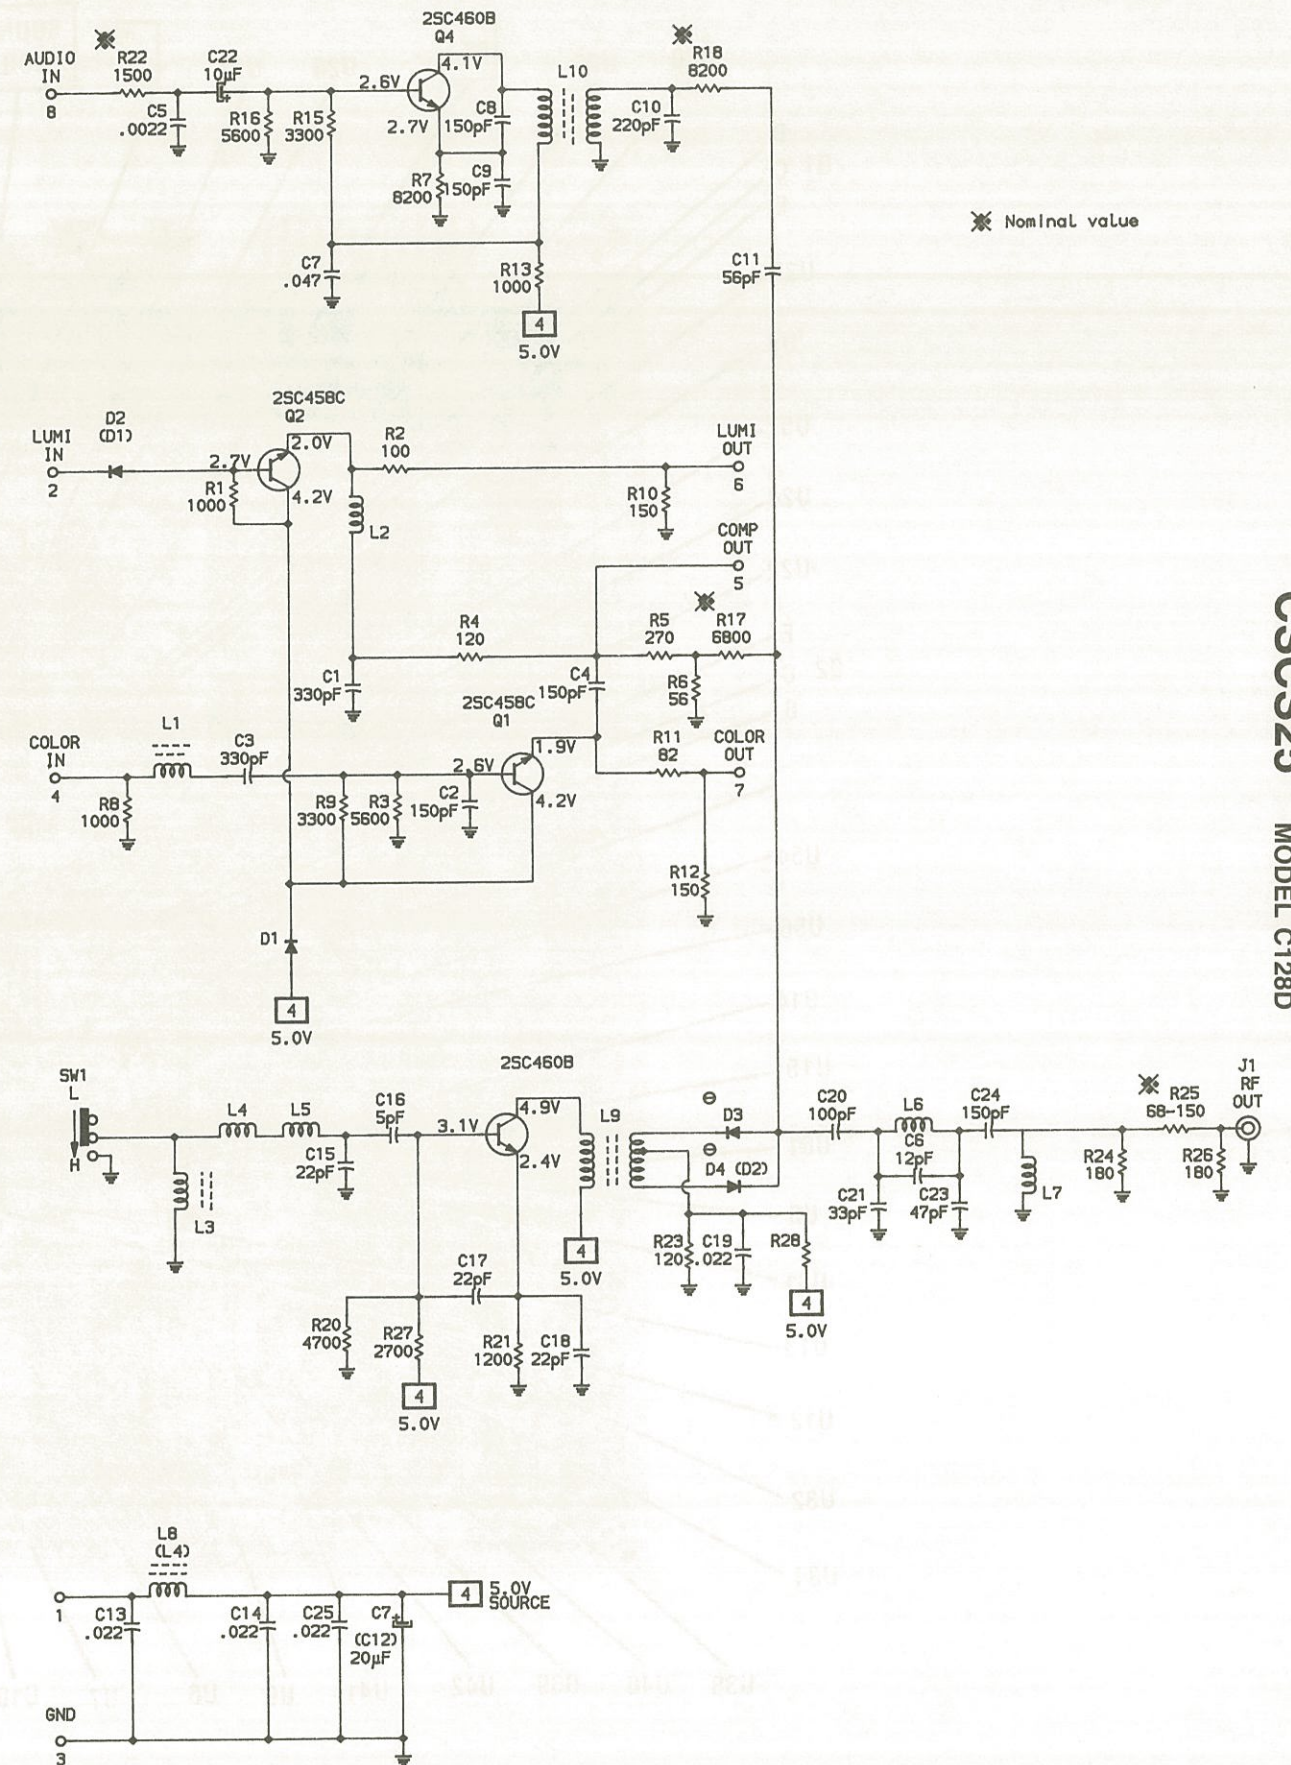 2SC460B
Q4
AUDIO
IN
8
R22
1500
C22
10µF
C5
.0022
R16
5600
R15
3300
2.6V
4.1V
2.7V
C8
150pF
L10
R18
8200
C10
220pF
R7
8200
C9
150pF
Nominal value
C7
.047
R13
1000
C11
56pF
4
5.0V
2SC458C
Q2
D2
(D1)
LUMI
IN
2
2.7V
2.0V
R1
1000
4.2V
R2
100
L2
LUMI
OUT
6
R10
150
COMP
OUT
5
R4
120
R5
270
R17
6800
C1
330pF
C4
150pF
R6
56
2SC458C
Q1
COLOR
IN
4
L1
C3
330pF
R8
1000
R9
3300
R3
5600
C2
150pF
2.6V
1.9V
4.2V
R11
82
COLOR
OUT
7
R12
150
D1
4
5.0V
CSCS25 MODEL C128D
2SC460B
SW1
L
H
L4
L5
C16
5pF
L3
C15
22pF
3.1V
4.9V
2.4V
L9
D3
D4 (D2)
C20
100pF
L6
C6
12pF
C24
150pF
C21
33pF
C23
47pF
L7
R24
180
R25
68-150
R26
180
J1
RF
OUT
4
5.0V
R23
120
C19
.022
R28
4
5.0V
C17
22pF
R20
4700
R27
2700
R21
1200
C18
22pF
4
5.0V
L8
(L4)
1
C13
.022
C14
.022
C25
.022
C7
(C12)
20µF
4
5.0V
SOURCE
GND
3